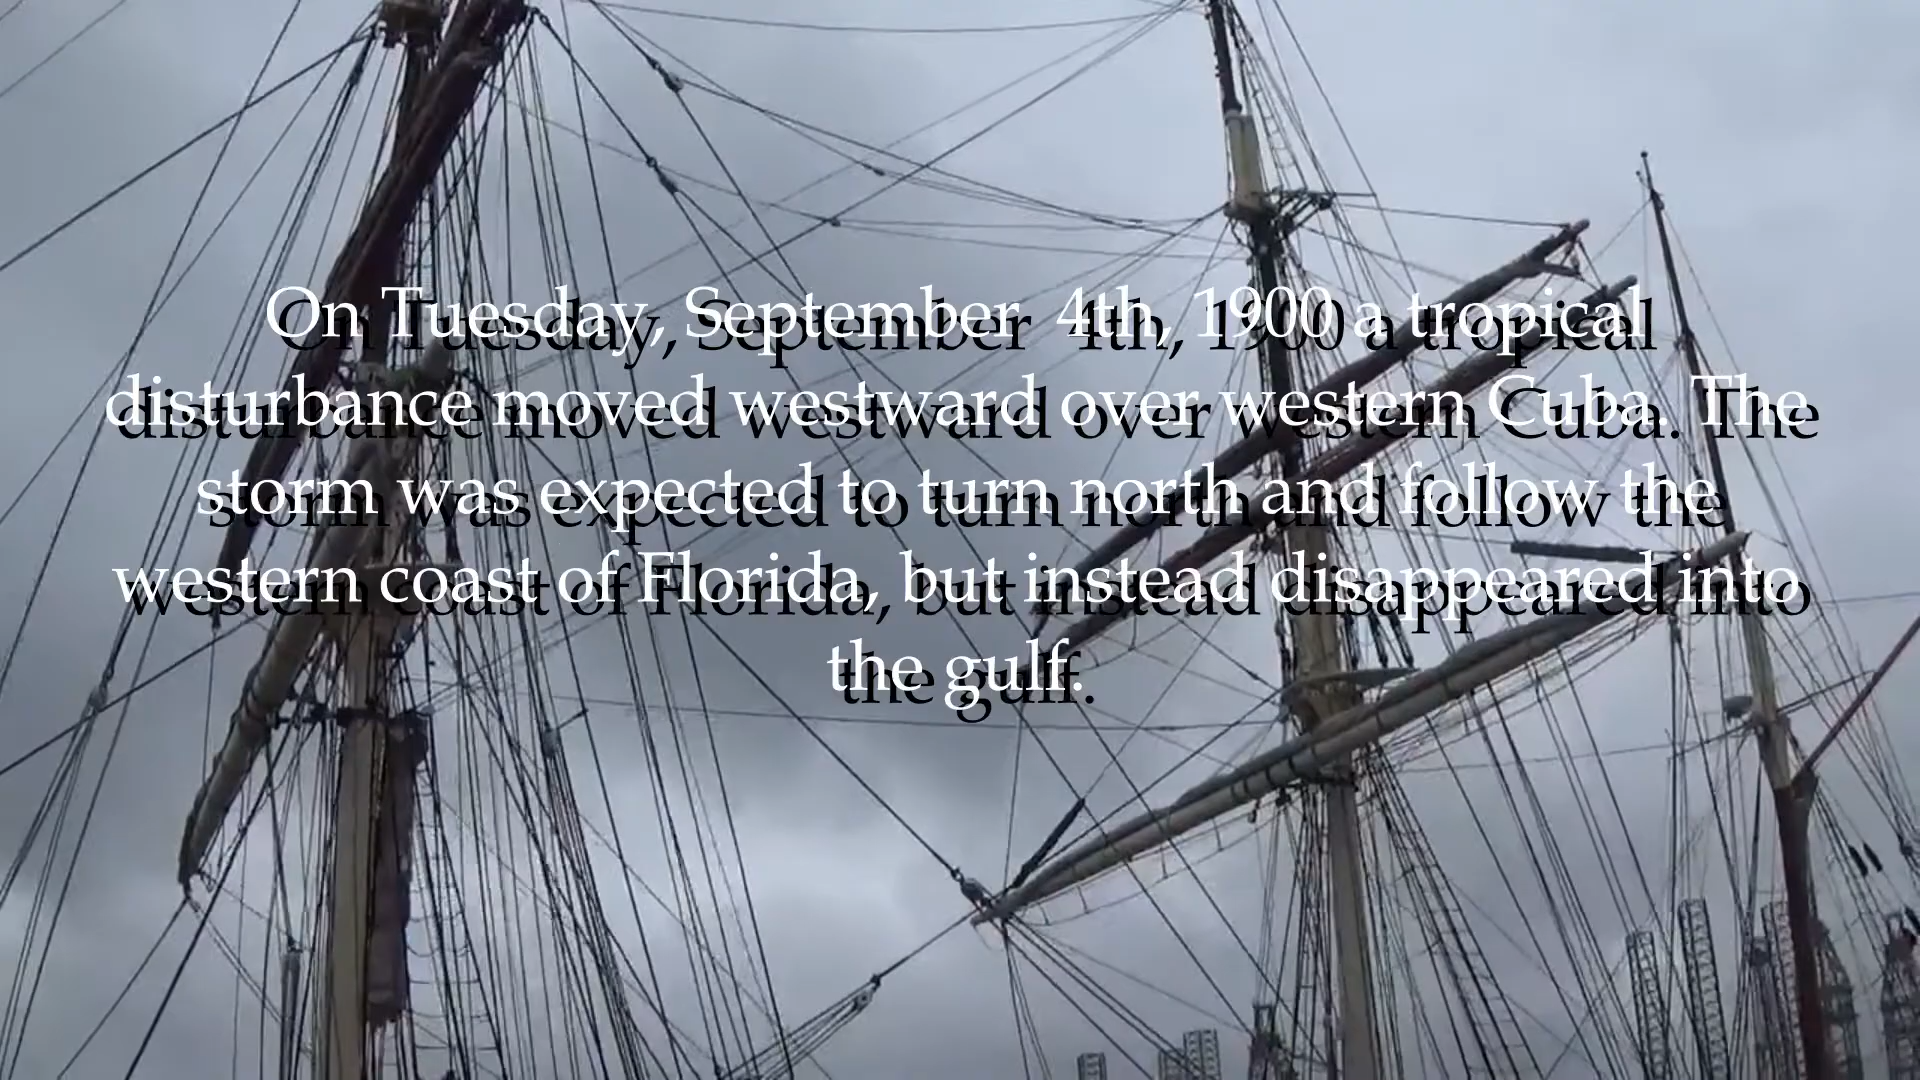 On Tuesday, September  4th, 1900 a tropical
disturbance moved westward over western Cuba. The
storm was expected to turn north and follow the
western coast of Florida, but instead disappeared into
the gulf.